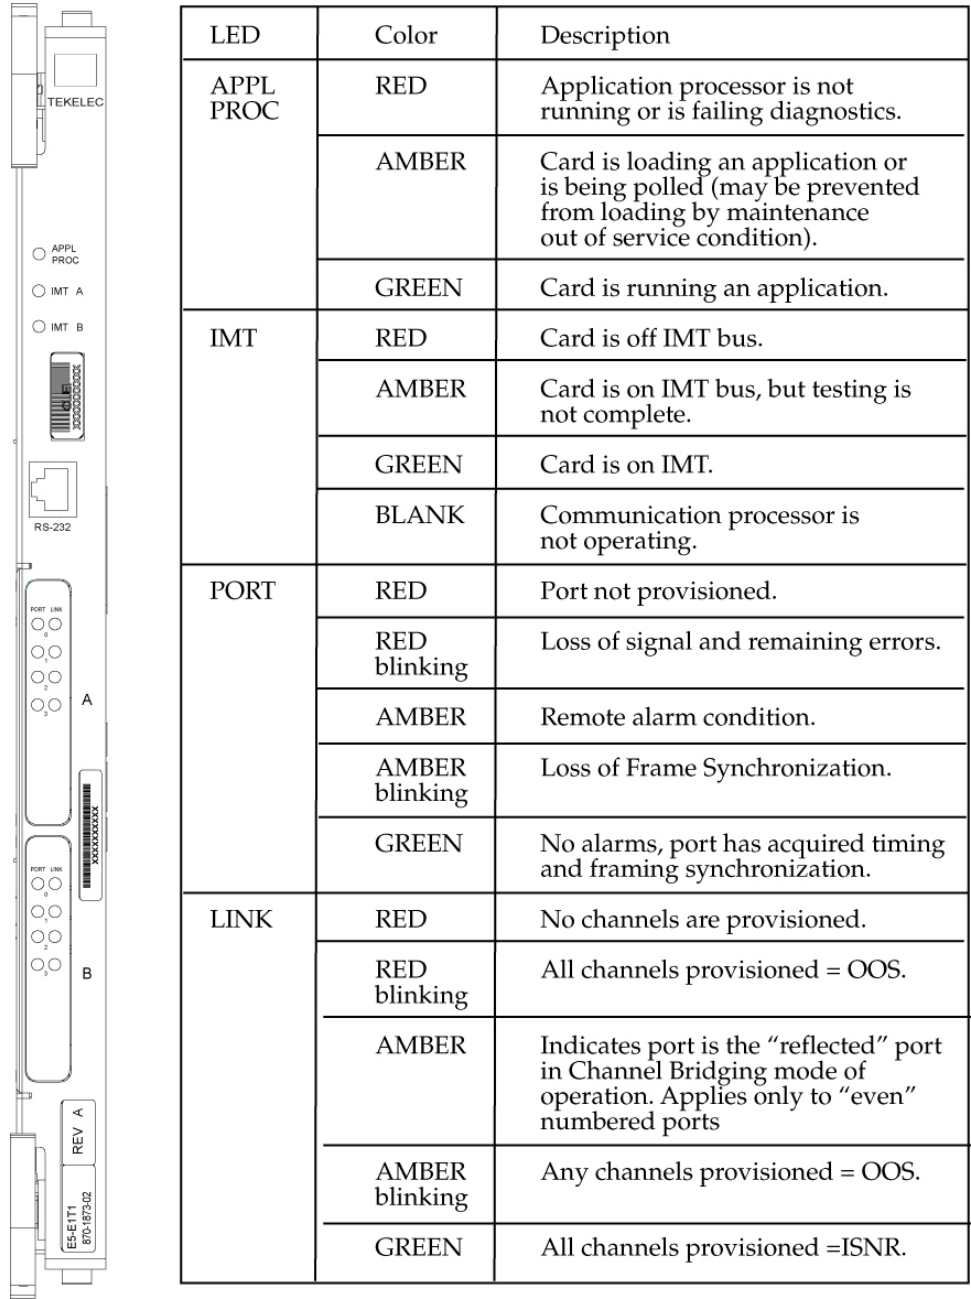 TEKELEC
APPL
PROC
IMT A
IMT B
CLEI
XXXXXXXXXX
RS-232
PORT LINK
0
1
2
3
A
XXXXXXXXXX
PORT LINK
0
1
2
3
B
REV A
E5-E1T1
870-1873-02
LED Color Description
APPL RED Application processor is not
PROC running or is failing diagnostics.
AMBER Card is loading an application or
is being polled (may be prevented
from loading by maintenance
out of service condition).
GREEN Card is running an application.
IMT RED Card is off IMT bus.
AMBER Card is on IMT bus, but testing is
not complete.
GREEN Card is on IMT.
BLANK Communication processor is
not operating.
PORT RED Port not provisioned.
RED Loss of signal and remaining errors.
blinking
AMBER Remote alarm condition.
AMBER Loss of Frame Synchronization.
blinking
GREEN No alarms, port has acquired timing
and framing synchronization.
LINK RED No channels are provisioned.
RED All channels provisioned = OOS.
blinking
AMBER Indicates port is the “reflected” port
in Channel Bridging mode of
operation. Applies only to “even”
numbered ports
AMBER Any channels provisioned = OOS.
blinking
GREEN All channels provisioned =ISNR.